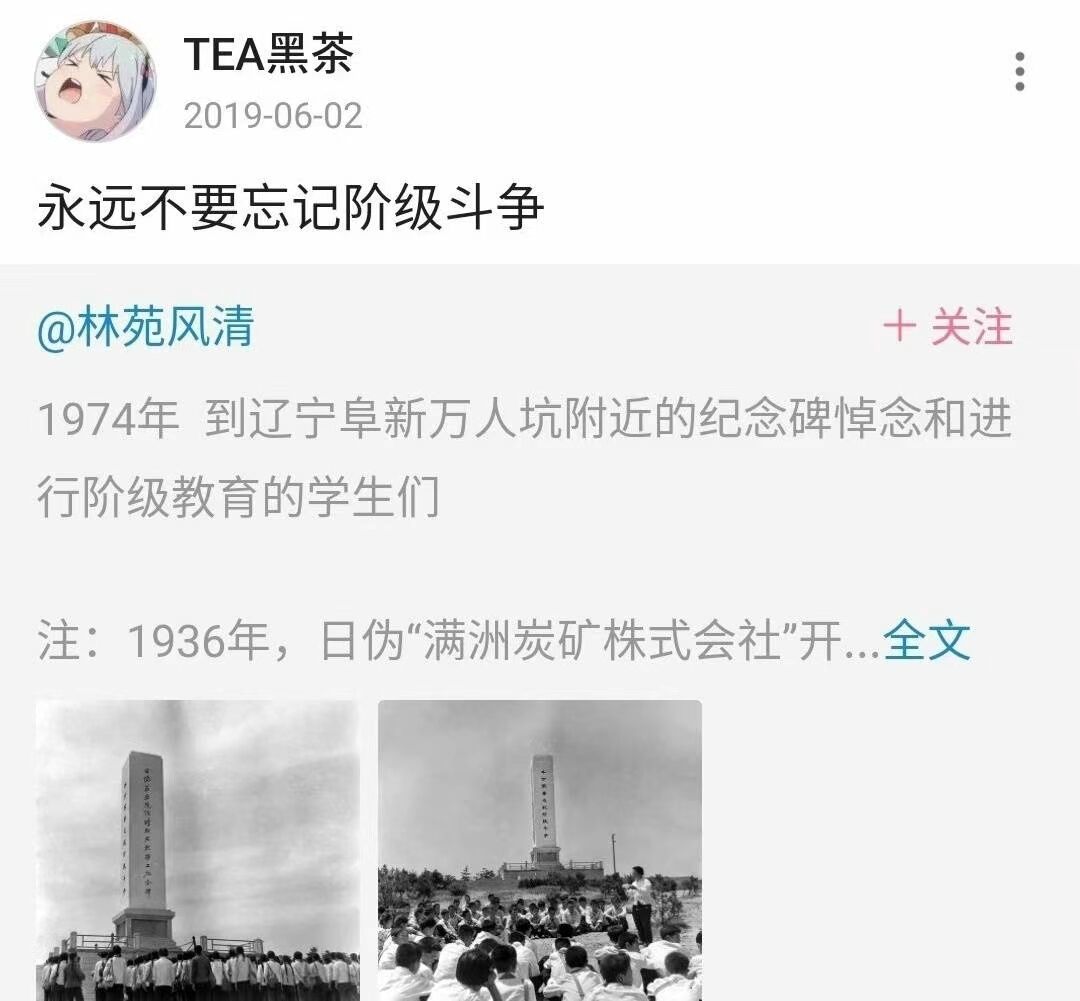 TEA黑茶
2019-06-02
永远不要忘记阶级斗争
@林苑风清
+ 关注
1974年 到辽宁阜新万人坑附近的纪念碑悼念和进
行阶级教育的学生们
注：1936年，日伪“满洲炭矿株式会社”开...全文